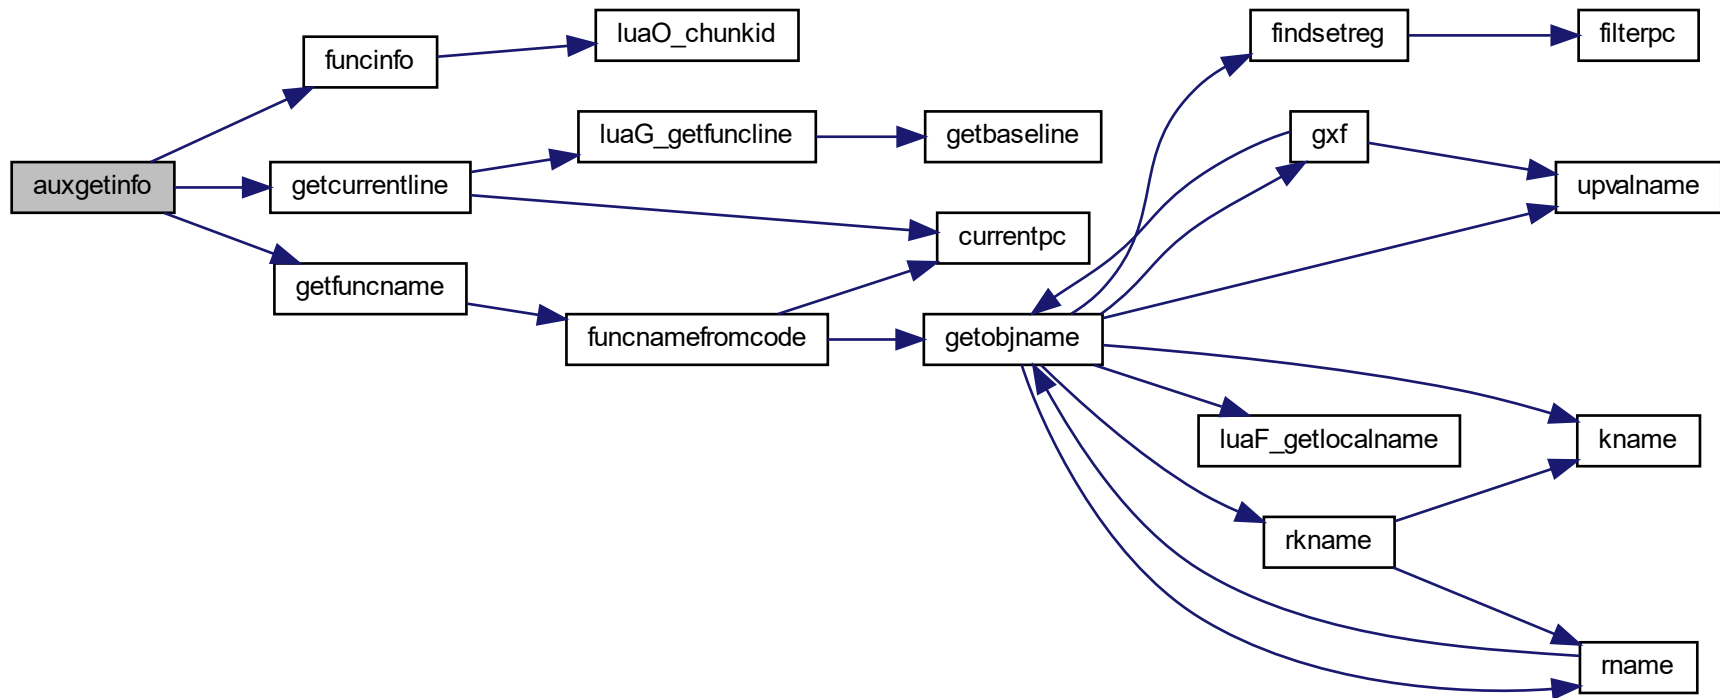 auxgetinfo
funcinfo
getcurrentline
getfuncname
luaO_chunkid
luaG_getfuncline
funcnamefromcode
getbaseline
currentpc
getobjname
findsetreg
gxf
luaF_getlocalname
rkname
filterpc
upvalname
kname
rname